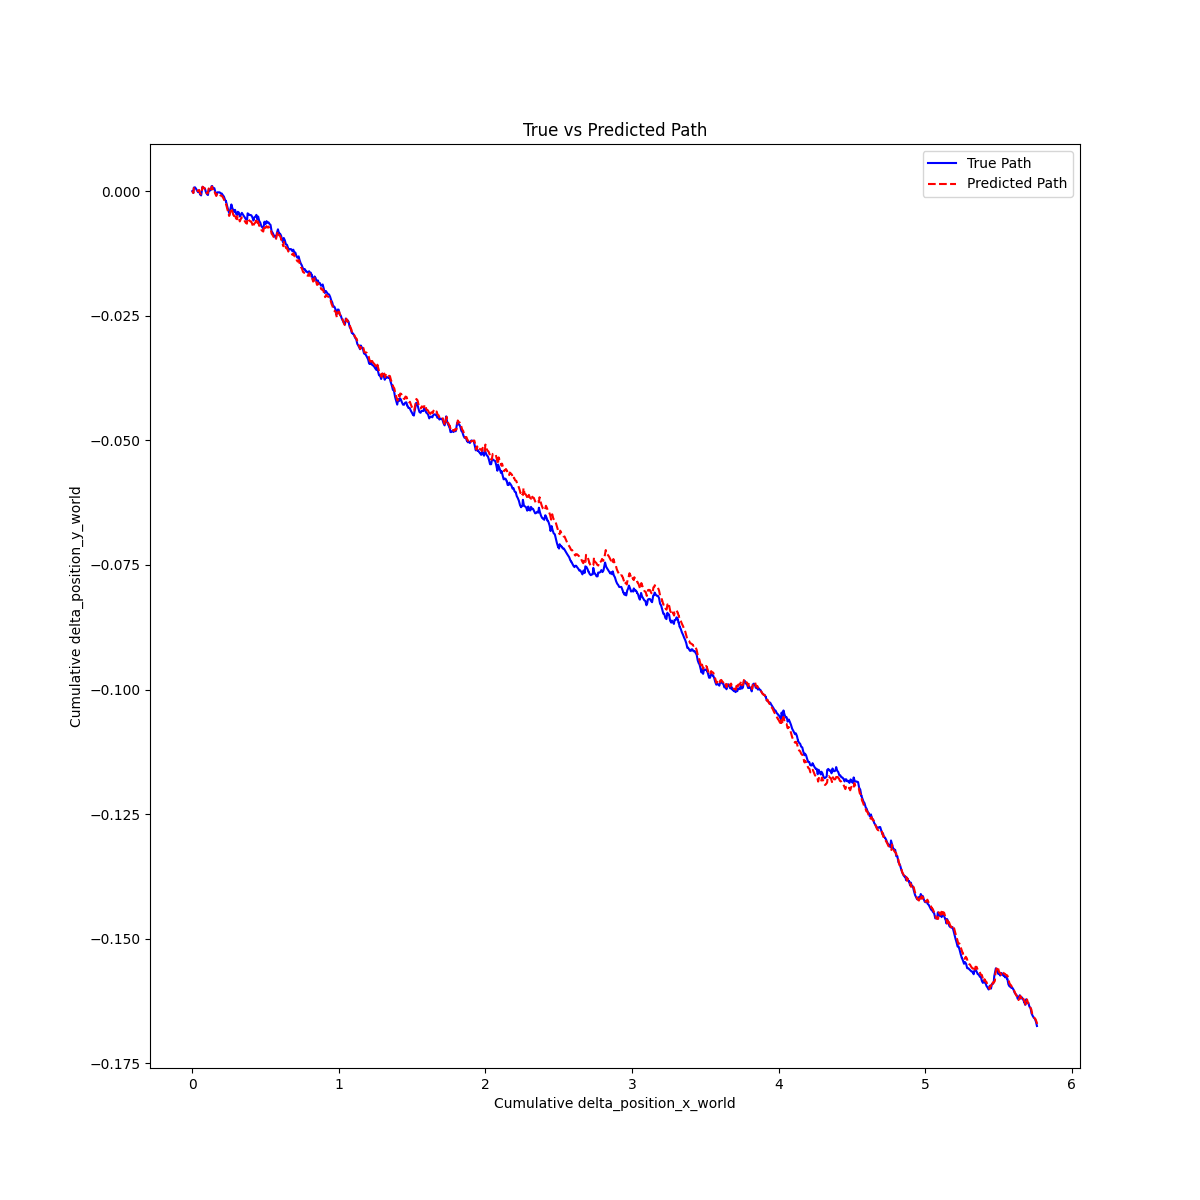 True vs Predicted Path
True Path
Predicted Path
0.000
−0.025
−0.050
−0.075
−0.100
−0.125
−0.150
−0.175
Cumulative delta_position_y_world
0 1 2 3 4 5 6
Cumulative delta_position_x_world